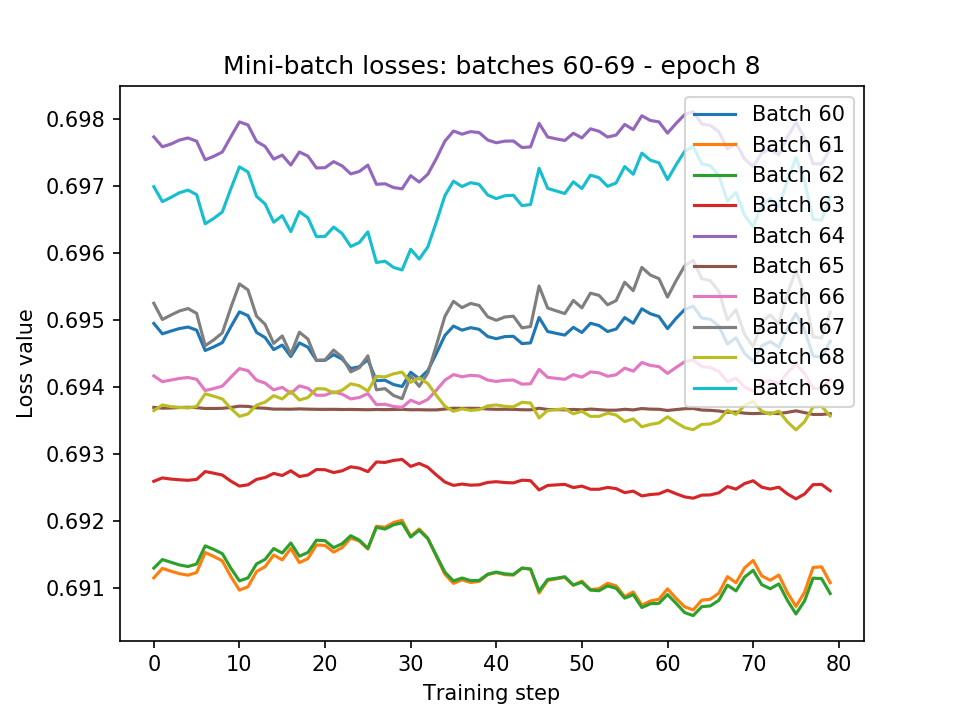 Mini-batch losses: batches 60-69 - epoch 8
0.698
0.697
0.696
0.695
0.694
0.693
0.692
0.691
Loss value
0
10
20
30
40
50
60
70
80
Training step
Batch 60
Batch 61
Batch 62
Batch 63
Batch 64
Batch 65
Batch 66
Batch 67
Batch 68
Batch 69